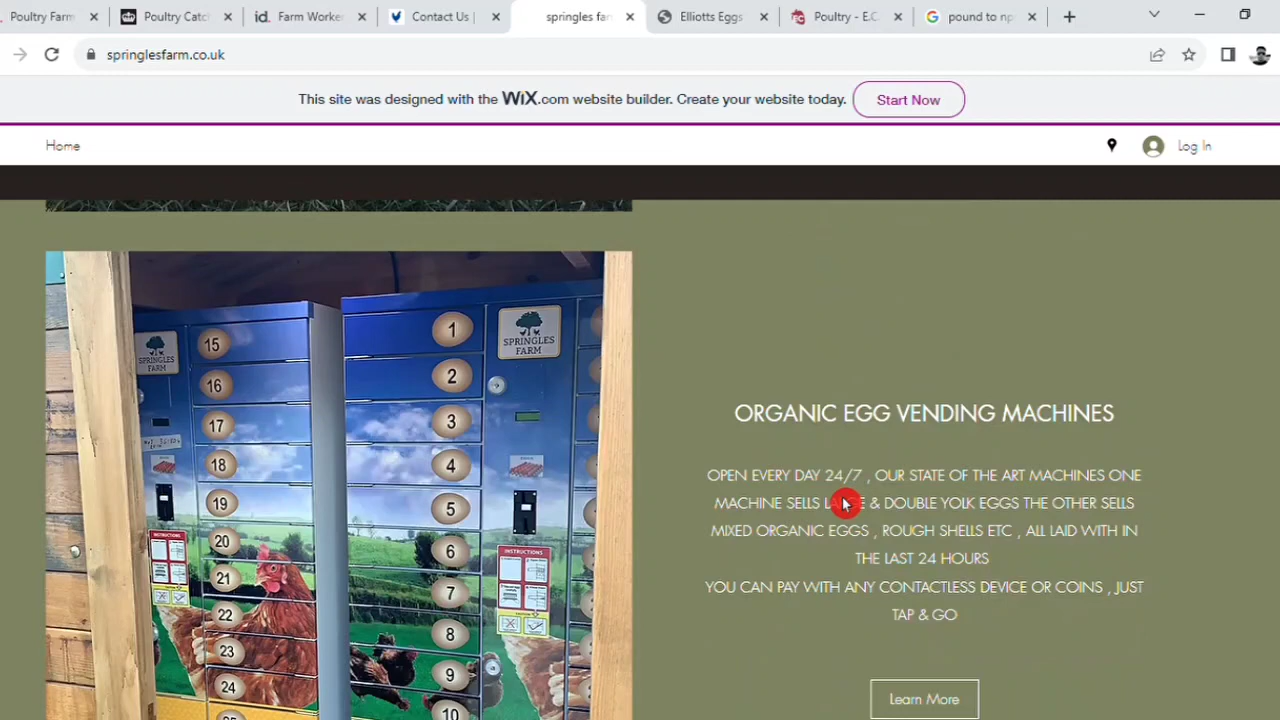 Poultry Farm
Poultry Catch
id. Farm Worker
Contact Us |
springles far
Elliotts Eggs
Poultry - E.C.
pound to np
springlesfarm.co.uk
This site was designed with the WiX.com website builder. Create your website today.
Start Now
Home
Log In
SPRINGLES
FARM
15
16
17
18
19
20
21
22
23
24
1
2
3
4
5
6
7
8
9
10
SPRINGLES
FARM
INSTRUCTIONS
INSTRUCTIONS
ORGANIC EGG VENDING MACHINES
OPEN EVERY DAY 24/7 , OUR STATE OF THE ART MACHINES ONE
MACHINE SELLS & DOUBLE YOLK EGGS THE OTHER SELLS
MIXED ORGANIC EGGS , ROUGH SHELLS ETC , ALL LAID WITH IN
THE LAST 24 HOURS
YOU CAN PAY WITH ANY CONTACTLESS DEVICE OR COINS , JUST
TAP & GO
Learn More